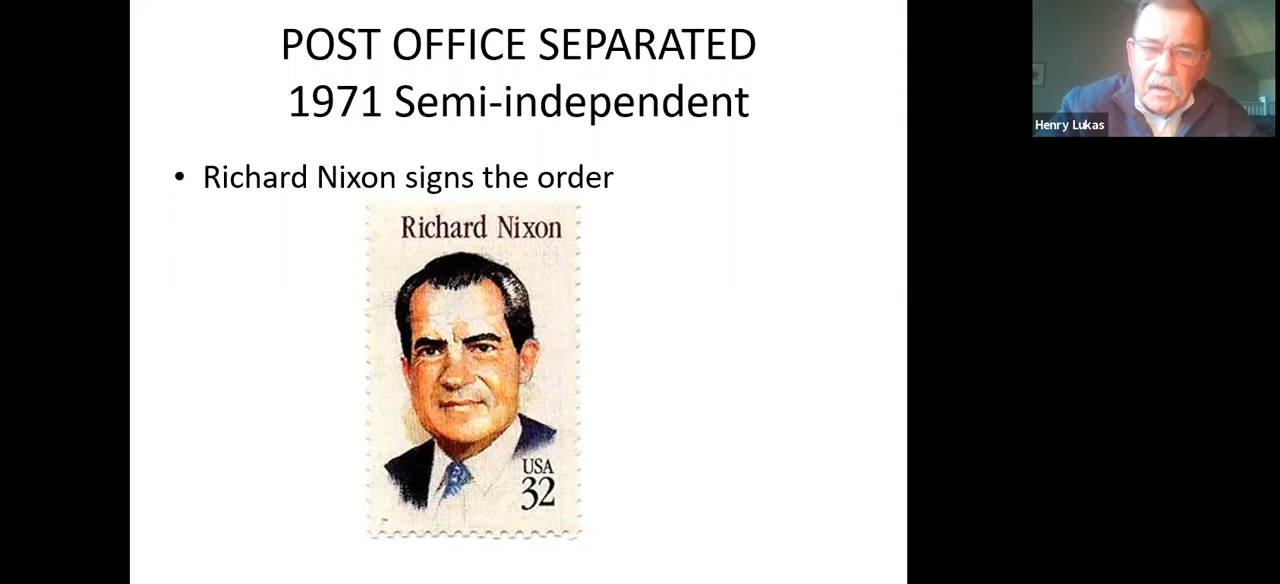 POST OFFICE SEPARATED
1971 Semi-independent
• Richard Nixon signs the order
Richard Nixon
USA
32
Henry Lukas